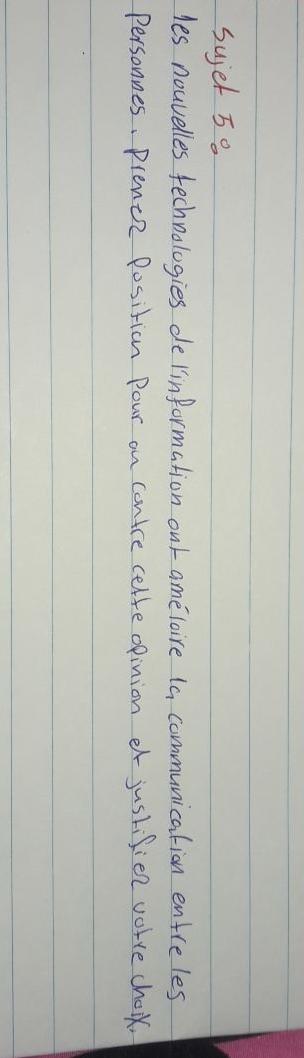 Sujet 5:
les nouvelles technologies de l'information ont améloire la communication entre les
personnes. Prenez Position Pour ou contre cette opinion et justifiez votre choix.